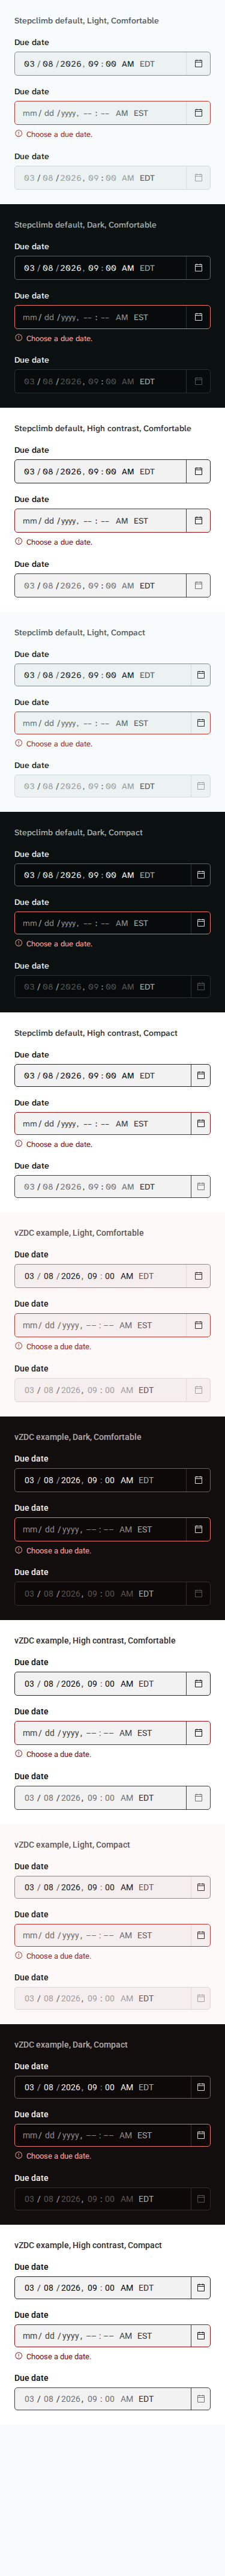 Stepclimb default, Light, Comfortable
Due date
03 / 08 / 2026, 09 : 00 AM EDT
Due date
mm / dd / yyyy, -- : -- AM EST
Choose a due date.
Due date
03 / 08 / 2026, 09 : 00 AM EDT
Stepclimb default, Dark, Comfortable
Due date
03 / 08 / 2026, 09 : 00 AM EDT
Due date
mm / dd / yyyy, -- : -- AM EST
Choose a due date.
Due date
03 / 08 / 2026, 09 : 00 AM EDT
Stepclimb default, High contrast, Comfortable
Due date
03 / 08 / 2026, 09 : 00 AM EDT
Due date
mm / dd / yyyy, -- : -- AM EST
Choose a due date.
Due date
03 / 08 / 2026, 09 : 00 AM EDT
Stepclimb default, Light, Compact
Due date
03 / 08 / 2026, 09 : 00 AM EDT
Due date
mm / dd / yyyy, -- : -- AM EST
Choose a due date.
Due date
03 / 08 / 2026, 09 : 00 AM EDT
Stepclimb default, Dark, Compact
Due date
03 / 08 / 2026, 09 : 00 AM EDT
Due date
mm / dd / yyyy, -- : -- AM EST
Choose a due date.
Due date
03 / 08 / 2026, 09 : 00 AM EDT
Stepclimb default, High contrast, Compact
Due date
03 / 08 / 2026, 09 : 00 AM EDT
Due date
mm / dd / yyyy, -- : -- AM EST
Choose a due date.
Due date
03 / 08 / 2026, 09 : 00 AM EDT
vZDC example, Light, Comfortable
Due date
03 / 08 / 2026, 09 : 00 AM EDT
Due date
mm / dd / yyyy, -- : -- AM EST
Choose a due date.
Due date
03 / 08 / 2026, 09 : 00 AM EDT
vZDC example, Dark, Comfortable
Due date
03 / 08 / 2026, 09 : 00 AM EDT
Due date
mm / dd / yyyy, -- : -- AM EST
Choose a due date.
Due date
03 / 08 / 2026, 09 : 00 AM EDT
vZDC example, High contrast, Comfortable
Due date
03 / 08 / 2026, 09 : 00 AM EDT
Due date
mm / dd / yyyy, -- : -- AM EST
Choose a due date.
Due date
03 / 08 / 2026, 09 : 00 AM EDT
vZDC example, Light, Compact
Due date
03 / 08 / 2026, 09 : 00 AM EDT
Due date
mm / dd / yyyy, -- : -- AM EST
Choose a due date.
Due date
03 / 08 / 2026, 09 : 00 AM EDT
vZDC example, Dark, Compact
Due date
03 / 08 / 2026, 09 : 00 AM EDT
Due date
mm / dd / yyyy, -- : -- AM EST
Choose a due date.
Due date
03 / 08 / 2026, 09 : 00 AM EDT
vZDC example, High contrast, Compact
Due date
03 / 08 / 2026, 09 : 00 AM EDT
Due date
mm / dd / yyyy, -- : -- AM EST
Choose a due date.
Due date
03 / 08 / 2026, 09 : 00 AM EDT